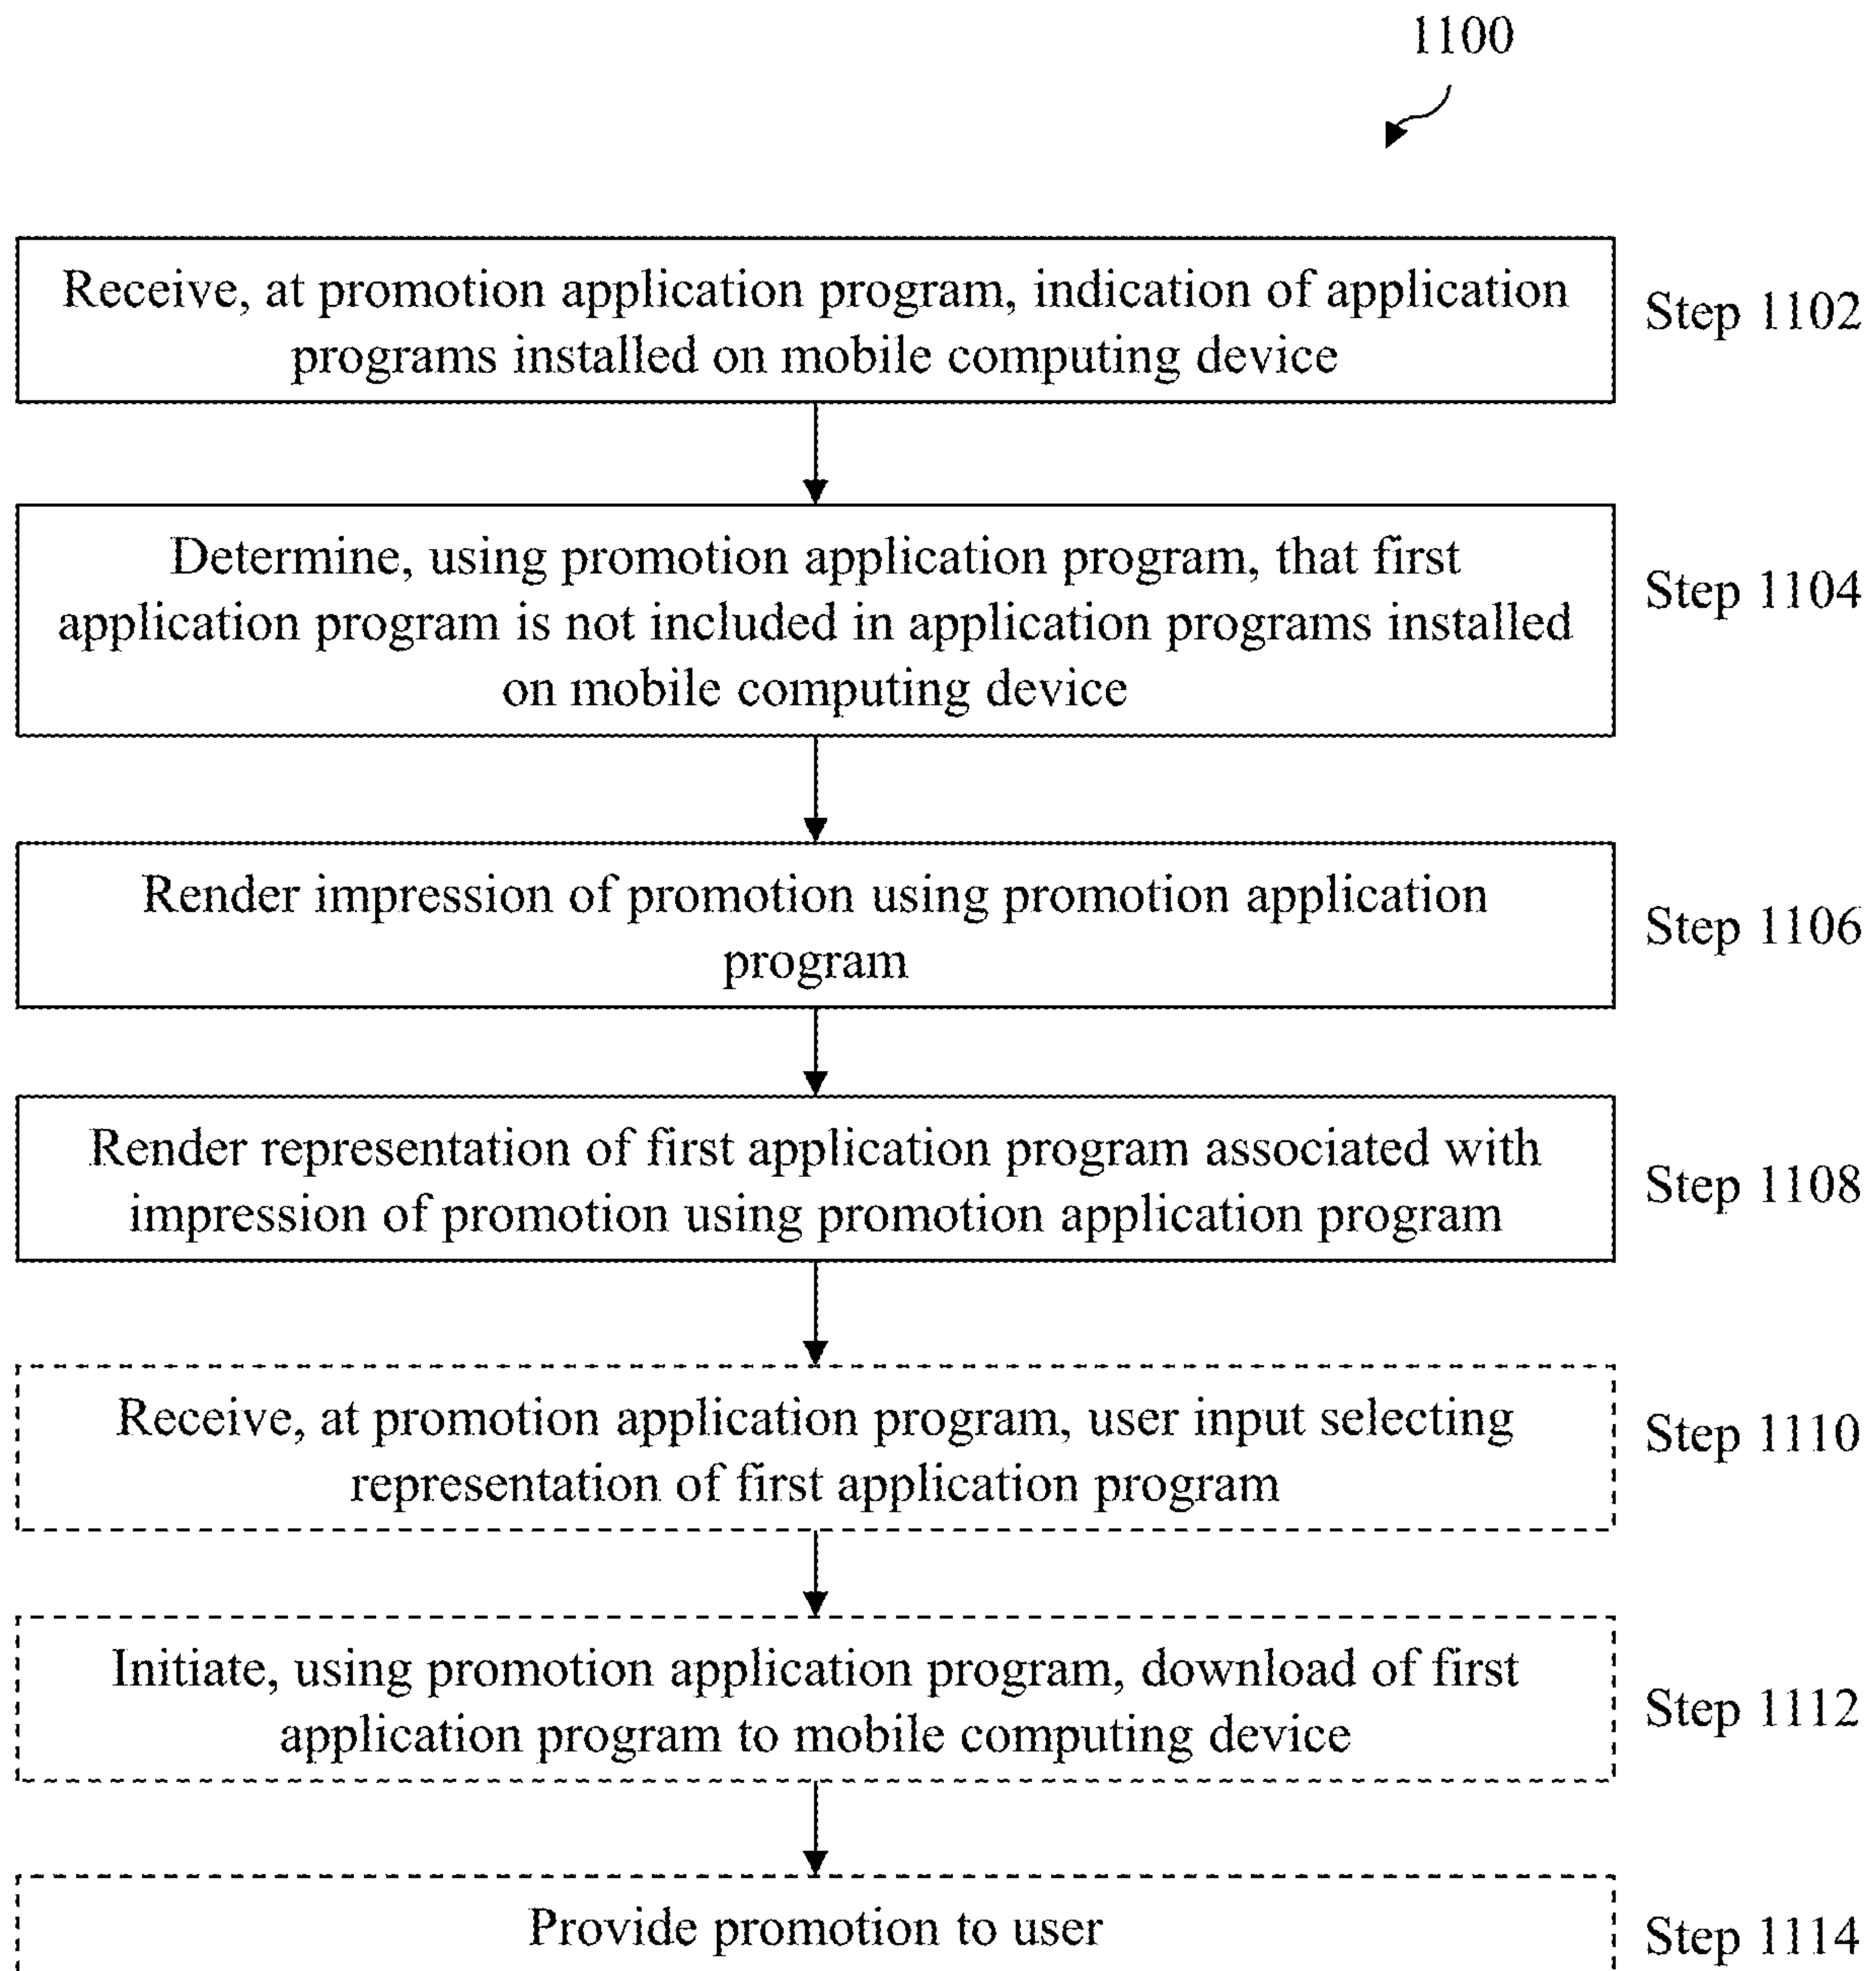 1100
Receive, at promotion application program, indication of application
programs installed on mobile computing device
Step 1102
Determine, using promotion application program, that first
application program is not included in application programs installed
on mobile computing device
Step 1104
Render impression of promotion using promotion application
program
Step 1106
Render representation of first application program associated with
impression of promotion using promotion application program
Step 1108
Receive, at promotion application program, user input selecting
representation of first application program
Step 1110
Initiate, using promotion application program, download of first
application program to mobile computing device
Step 1112
Provide promotion to user
Step 1114